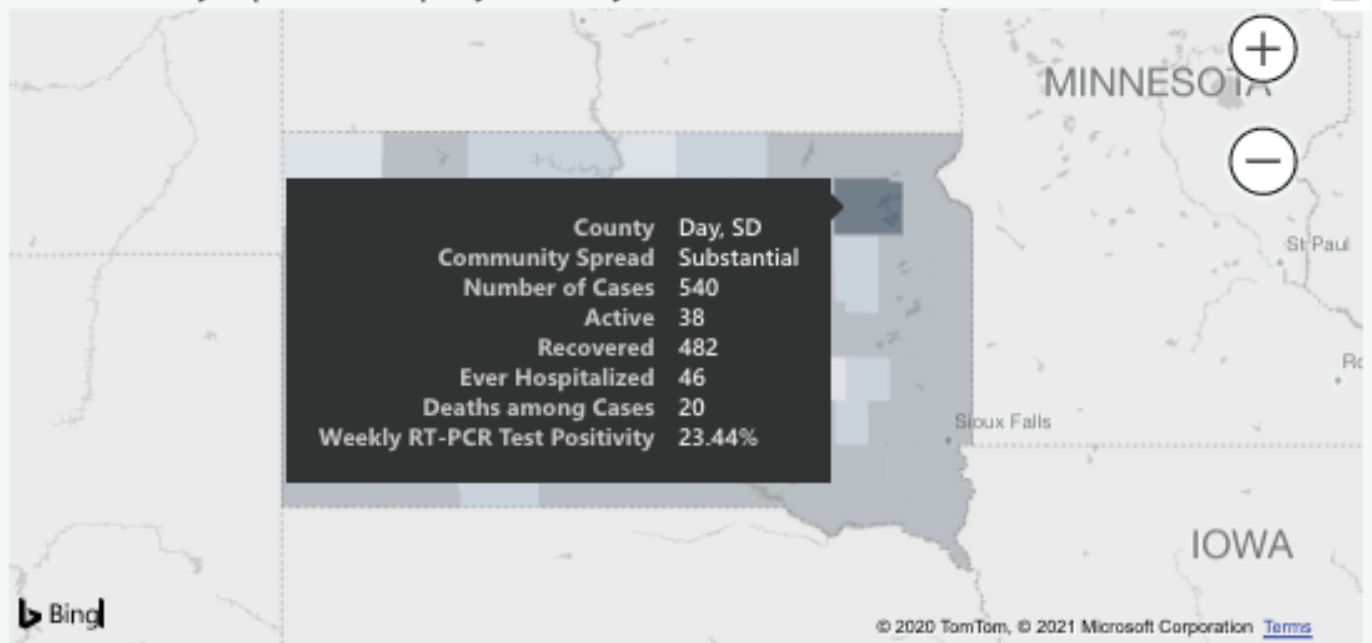 MINNESOTA
County Day, SD
Community Spread Substantial
Number of Cases 540
Active 38
Recovered 482
Ever Hospitalized 46
Deaths among Cases 20
Weekly RT-PCR Test Positivity 23.44%
St Paul
Sioux Falls
IOWA
Bing
© 2020 TomTom, © 2021 Microsoft Corporation Terms